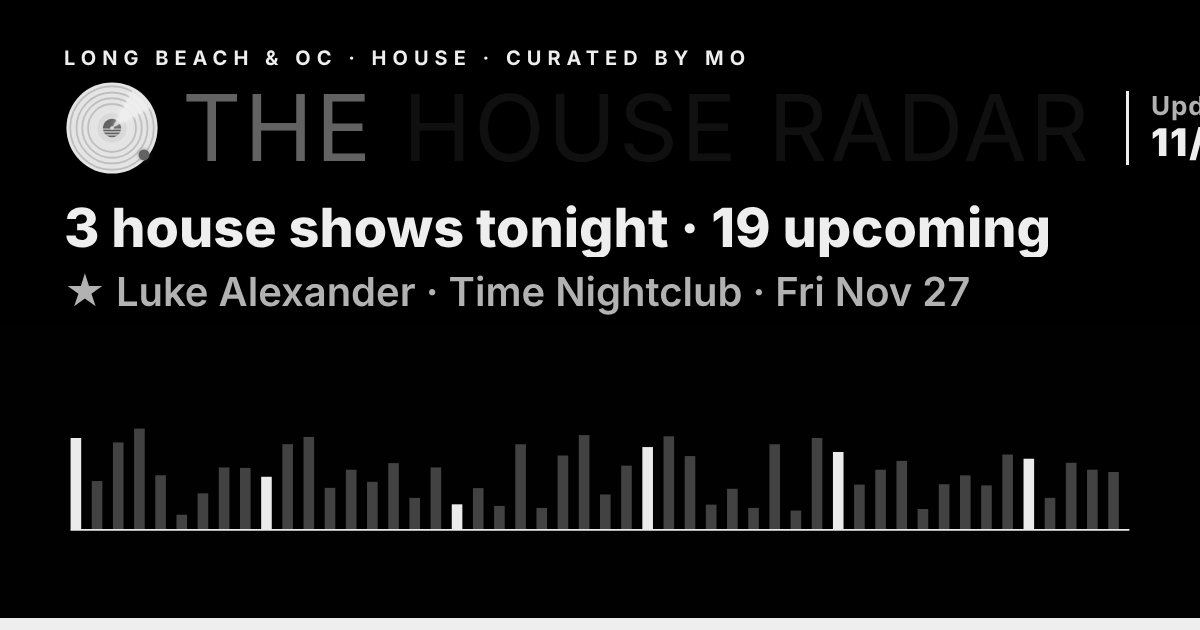 LONG BEACH & OC · HOUSE · CURATED BY MO
THE HOUSE RADAR
11/
3 house shows tonight · 19 upcoming
★ Luke Alexander · Time Nightclub · Fri Nov 27